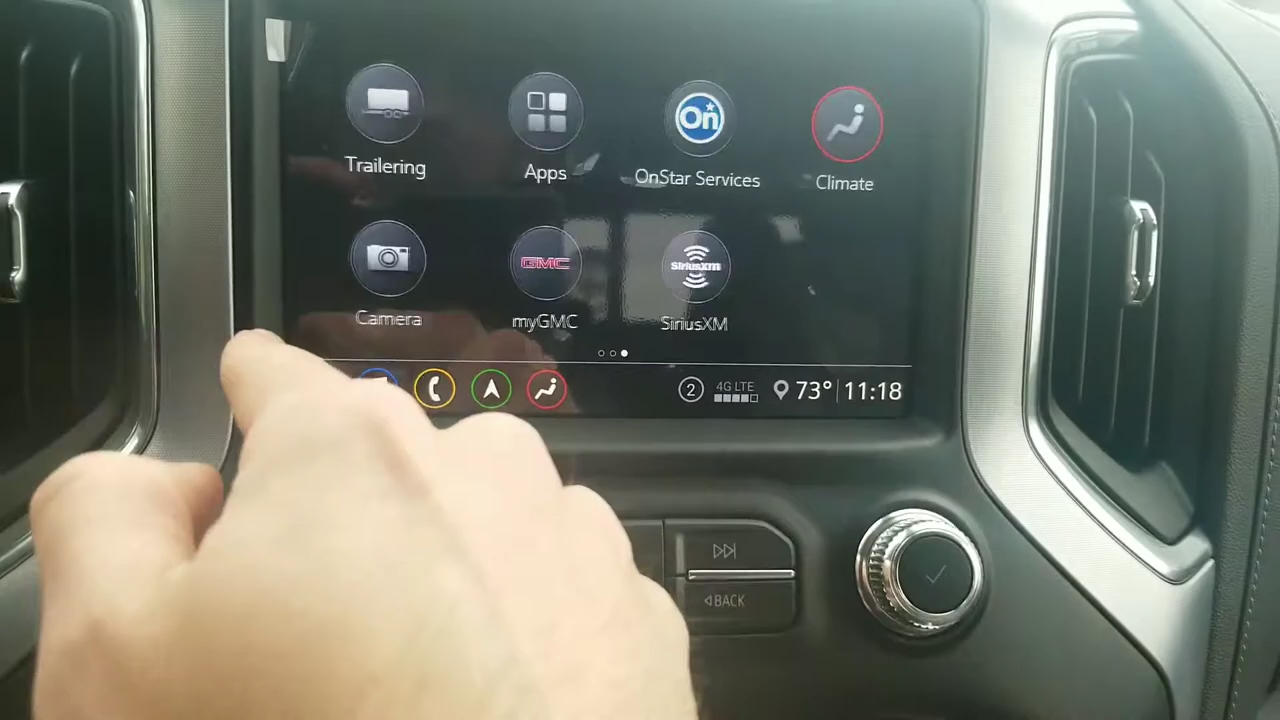 Trailering
Apps
On
OnStar Services
Climate
Camera
GMC
myGMC
SiriusXM
SiriusXM
2
4G LTE
73° 11:18
BACK